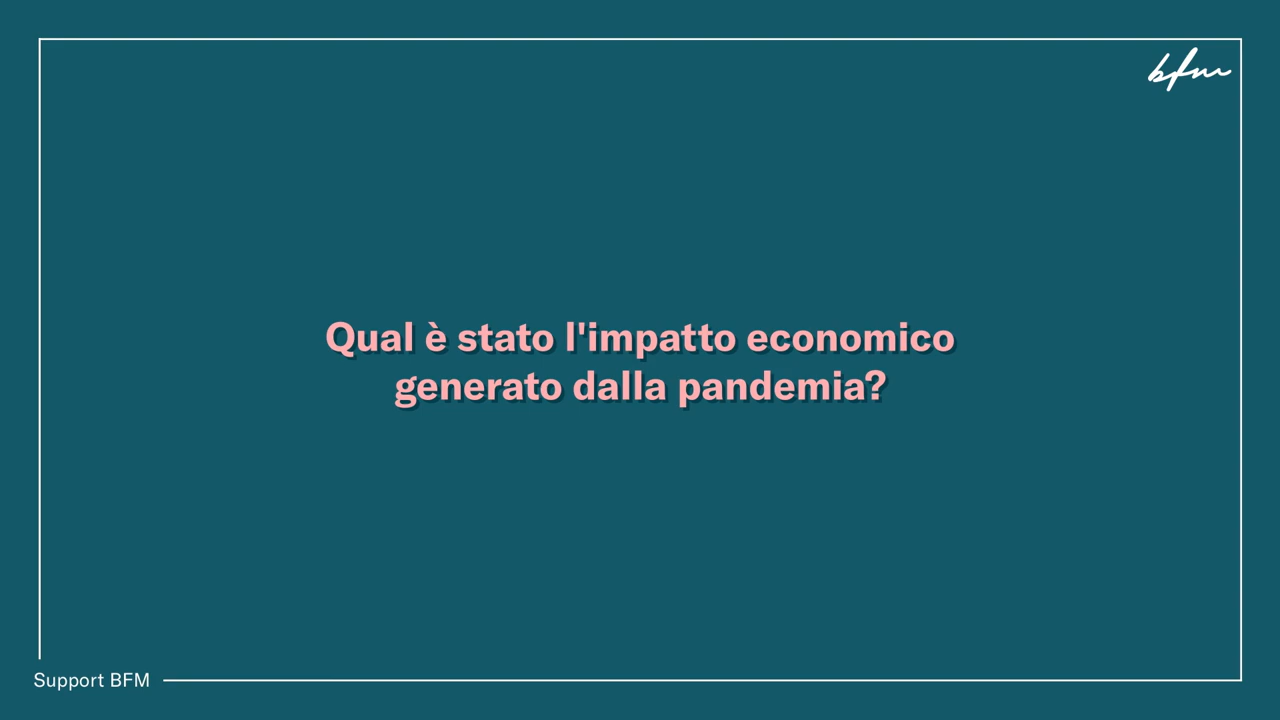 bfm
Qual è stato l'impatto economico
generato dalla pandemia?
Support BFM